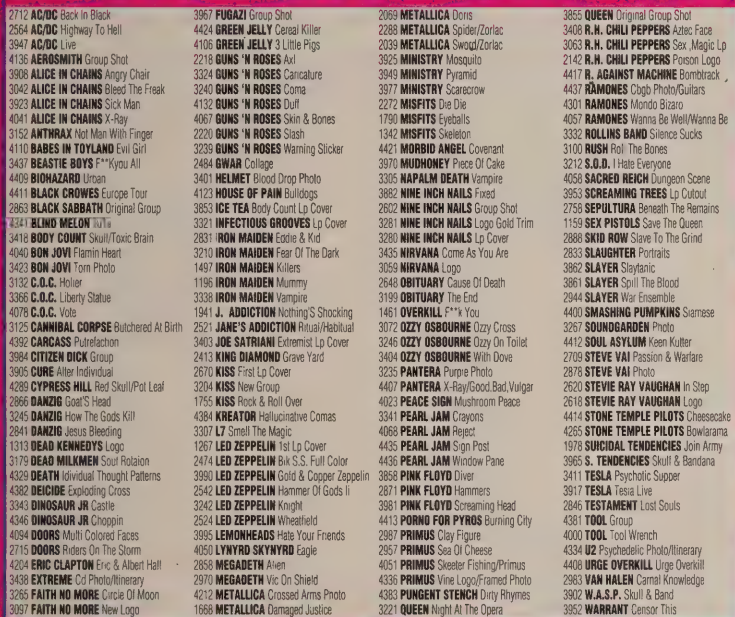 2712 AC/DC Back In Black
2564 AC/DC Highway To Hell
3947 AC/DC Live
4136 AEROSMITH Group Shot
3908 ALICE IN CHAINS Angry Chair
3042 ALICE IN CHAINS Bleed The Freak
3923 ALICE IN CHAINS Sick Man
4041 ALICE IN CHAINS X-Ray
3152 ANTHRAX Not Man With Finger
4110 BABES IN TOYLAND Evil Girl
3437 BEASTIE BOYS F**Kyou All
4409 BIOHAZARD Urban
4411 BLACK CROWES Europe Tour
2863 BLACK SABBATH Original Group
4341 BLIND MELON
3418 BODY COUNT Skull/Toxic Brain
4040 BON JOVI Flamin Heart
3423 BON JOVI Torn Photo
3132 C.O.C. Holier
3366 C.O.C. Liberty Statue
4078 C.O.C. Vote
3125 CANNIBAL CORPSE Butchered At Birth
4392 CARCASS Putrefaction
3984 CITIZEN DICK Group
3905 CURE Alter Individual
4289 CYPRESS HILL Red Skull/Pot Leaf
2866 DANZIG Goat'S Head
3245 DANZIG How The Gods Kill
2841 DANZIG Jesus Bleeding
1313 DEAD KENNEDYS Logo
3179 DEAD MILKMEN Soul Rotaion
4329 DEATH Idividual Thought Patterns
4382 DEICIDE Exploding Cross
3343 DINOSAUR JR Castle
4346 DINOSAUR JR Choppin
4094 DOORS Multi Colored Faces
2715 DOORS Riders On The Storm
4204 ERIC CLAPTON Eric & Albert Hall
3438 EXTREME Cd Photo/Itinerary
3265 FAITH NO MORE Circle Of Moon
3097 FAITH NO MORE New Logo
3967 FUGAZI Group Shot
4424 GREEN JELLY Cereal Killer
4106 GREEN JELLY 3 Little Pigs
2218 GUNS 'N ROSES Axl
3324 GUNS 'N ROSES Caricature
3240 GUNS 'N ROSES Coma
4132 GUNS 'N ROSES Duff
4067 GUNS 'N ROSES Skin & Bones
2220 GUNS 'N ROSES Slash
3239 GUNS 'N ROSES Warning Slicker
2484 GWAR Collage
3401 HELMET Blood Drop Photo
4123 HOUSE OF PAIN Bulldogs
3853 ICE TEA Body Count Lp Cover
3321 INFECTIOUS GROOVES Lp Cover
2831 IRON MAIDEN Eddie & Kid
3210 IRON MAIDEN Fear Of The Dark
1497 IRON MAIDEN Killers
1196 IRON MAIDEN Mummy
3338 IRON MAIDEN Vampire
1941 J. ADDICTION Nothing'S Shocking
2521 JANE'S ADDICTION Ritual/Habitual
3403 JOE SATRIANI Extremist Lp Cover
2413 KING DIAMOND Grave Yard
2670 KISS First Lp Cover
3204 KISS New Group
1755 KISS Rock & Roll Over
4384 KREATOR Hallucinative Comas
3307 L7 Smell The Magic
1267 LED ZEPPELIN 1st Lp Cover
2474 LED ZEPPELIN Blk S.S. Full Color
3990 LED ZEPPELIN Gold & Copper Zeppelin
2542 LED ZEPPELIN Hammer Of Gods Ii
3242 LED ZEPPELIN Knight
2524 LED ZEPPELIN Wheatfield
3995 LEMONHEADS Hate Your Friends
4050 LYNYRD SKYNYRD Eagle
2858 MEGADETH Alien
2970 MEGADETH Vic On Shield
4212 METALLICA Crossed Arms Photo
1668 METALLICA Damaged Justice
2069 METALLICA Doris
2288 METALLICA Spider/Zorlac
2039 METALLICA Sword/Zorlac
3925 MINISTRY Mosquito
3949 MINISTRY Pyramid
3977 MINISTRY Scarecrow
2272 MISFITS Die Die
1790 MISFITS Eyeballs
1342 MISFITS Skeleton
4421 MORBID ANGEL Covenant
3970 MUDHONEY Piece Of Cake
3305 NAPALM DEATH Vampire
3882 NINE INCH NAILS Fixed
2602 NINE INCH NAILS Group Shot
3281 NINE INCH NAILS Logo Gold Trim
3280 NINE INCH NAILS Lp Cover
3435 NIRVANA Come As You Are
3059 NIRVANA Logo
2648 OBITUARY Cause Of Death
3199 OBITUARY The End
1461 OVERKILL F**k You
3072 OZZY OSBOURNE Ozzy Cross
3246 OZZY OSBOURNE Ozzy On Toilet
3404 OZZY OSBOURNE With Dove
3235 PANTERA Purple Photo
4407 PANTERA X-Ray/Good,Bad,Vulgar
4023 PEACE SIGN Mushroom Peace
3341 PEARL JAM Crayons
4068 PEARL JAM Reject
4435 PEARL JAM Sign Post
4436 PEARL JAM Window Pane
3858 PINK FLOYD Diver
2871 PINK FLOYD Hammers
3981 PINK FLOYD Screaming Head
4413 PORNO FOR PYROS Burning City
2987 PRIMUS Clay Figure
2957 PRIMUS Sea Of Cheese
4051 PRIMUS Skeeter Fishing/Primus
4336 PRIMUS Vine Logo/Framed Photo
4383 PUNGENT STENCH Dirty Rhymes
3221 QUEEN Night At The Opera
3855 QUEEN Original Group Shot
3408 R.H. CHILI PEPPERS Aztec Face
3063 R.H. CHILI PEPPERS Sex ,Magic Lp
2142 R.H. CHILI PEPPERS Porson Logo
4417 R. AGAINST MACHINE Bombtrack
4437 RAMONES Cbgb Photo/Guitars
4301 RAMONES Mondo Bizaro
4057 RAMONES Wanna Be Well/Wanna Be
3332 ROLLINS BAND Silence Sucks
3100 RUSH Roll The Bones
3212 S.O.D. I Hate Everyone
4058 SACRED REICH Dungeon Scene
3953 SCREAMING TREES Lp Cutout
2758 SEPULTURA Beneath The Remains
1159 SEX PISTOLS Save The Queen
2888 SKID ROW Slave To The Grind
2833 SLAUGHTER Portraits
3862 SLAYER Slaytanic
3861 SLAYER Spill The Blood
2944 SLAYER War Ensemble
4400 SMASHING PUMPKINS Siamese
3267 SOUNDGARDEN Photo
4412 SOUL ASYLUM Keen Kutter
2709 STEVE VAI Passion & Warfare
2878 STEVE VAI Photo
2620 STEVIE RAY VAUGHAN In Step
2618 STEVIE RAY VAUGHAN Logo
4414 STONE TEMPLE PILOTS Cheesecake
4265 STONE TEMPLE PILOTS Bowlarama
1978 SUICIDAL TENDENCIES Join Army
3965 S. TENDENCIES Skull & Bandana
3411 TESLA Psychotic Supper
3917 TESLA Tesla Live
2846 TESTAMENT Lost Souls
4381 TOOL Group
4000 TOOL Tool Wrench
4334 U2 Psychedelic Photo/Itinerary
4408 URGE OVERKILL Urge Overkill
2983 VAN HALEN Carnal Knowledge
3902 W.A.S.P. Skull & Band
3952 WARRANT Censor This